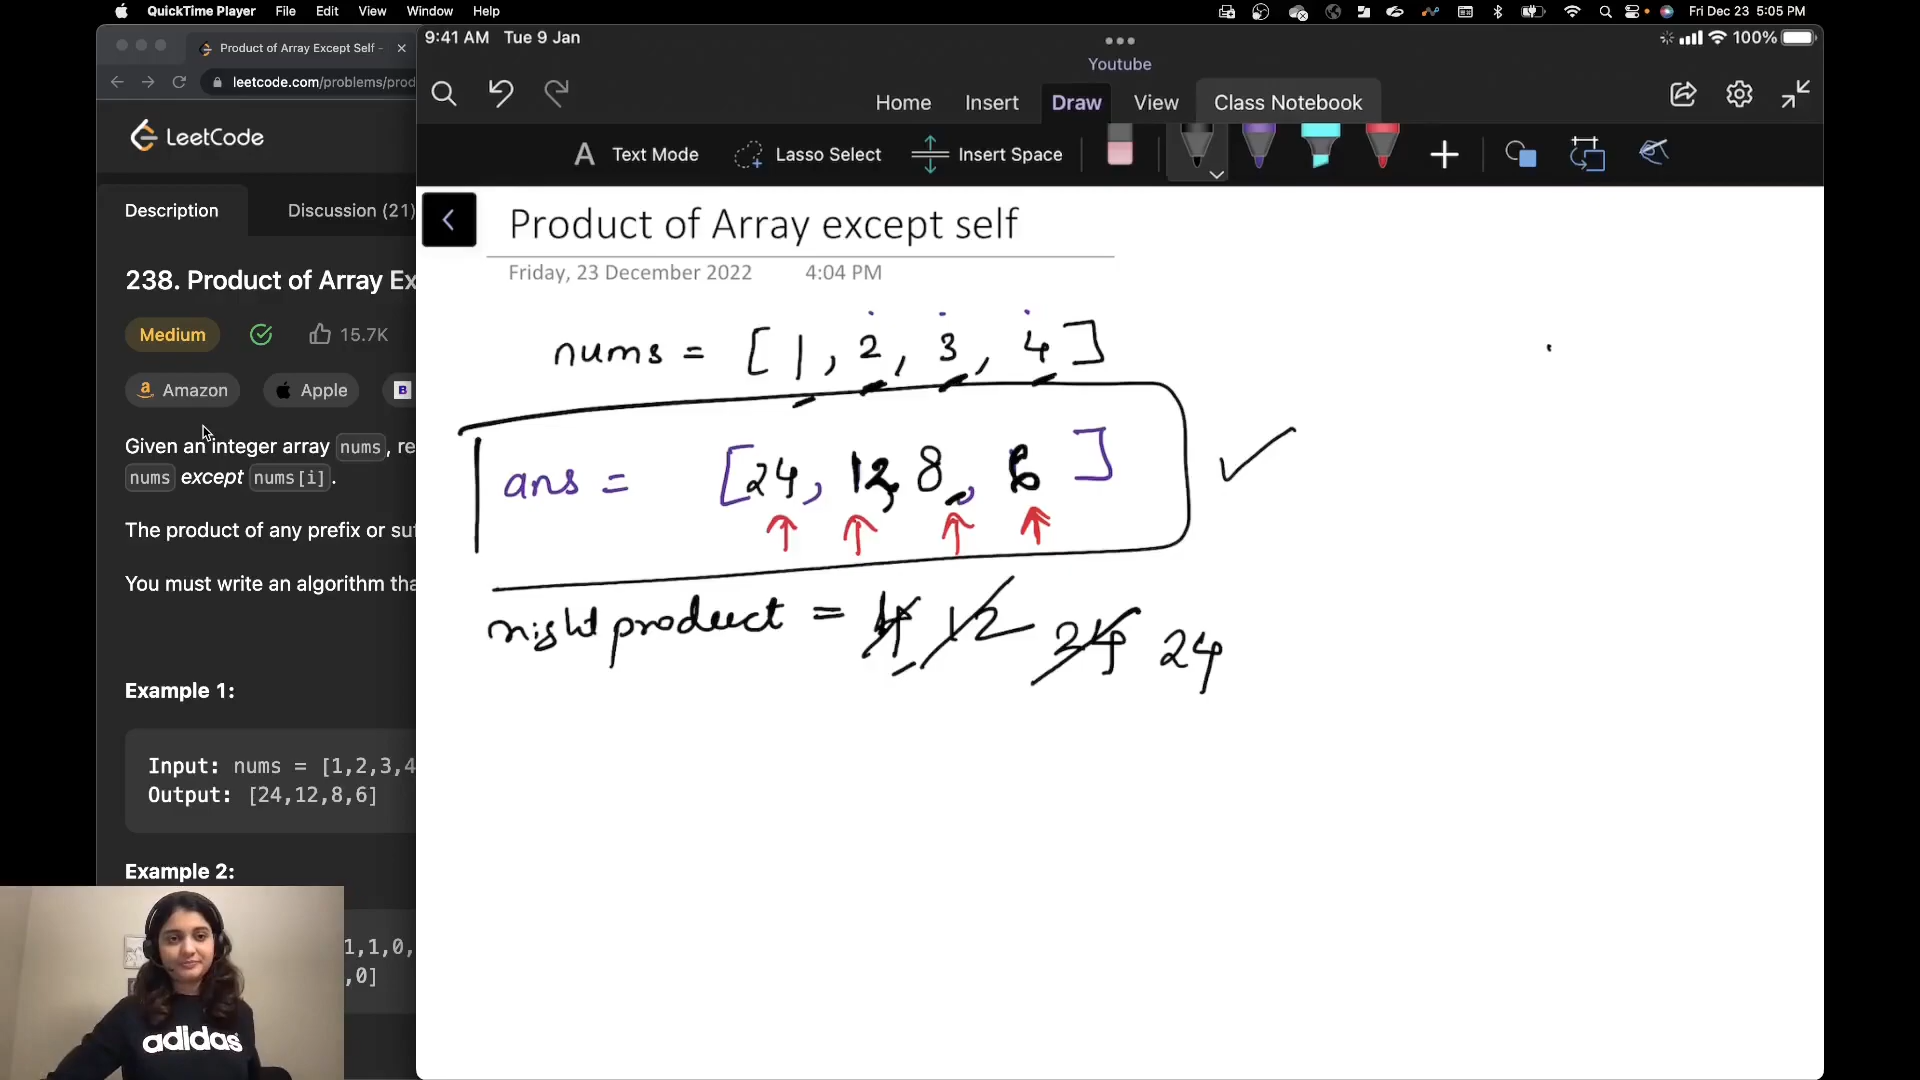 QuickTime Player File Edit View Window Help Fri Dec 23 5:05 PM
Product of Array Except Self -
leetcode.com/problems/prod
LeetCode
Description Discussion (21)
238. Product of Array Ex
Medium 15.7K
Amazon Apple B
Given an integer array nums, re
nums except nums[i].
The product of any prefix or suf
You must write an algorithm tha
Example 1:
Input: nums = [1,2,3,4
Output: [24,12,8,6]
Example 2:
1,1,0,
,0]
adidas
9:41 AM Tue 9 Jan 100%
Youtube
Home Insert Draw View Class Notebook
A Text Mode Lasso Select Insert Space
Product of Array except self
Friday, 23 December 2022 4:04 PM
nums = [1, 2, 3, 4]
ans = [24, 12, 8, 6]
right product = 4 12 24 24